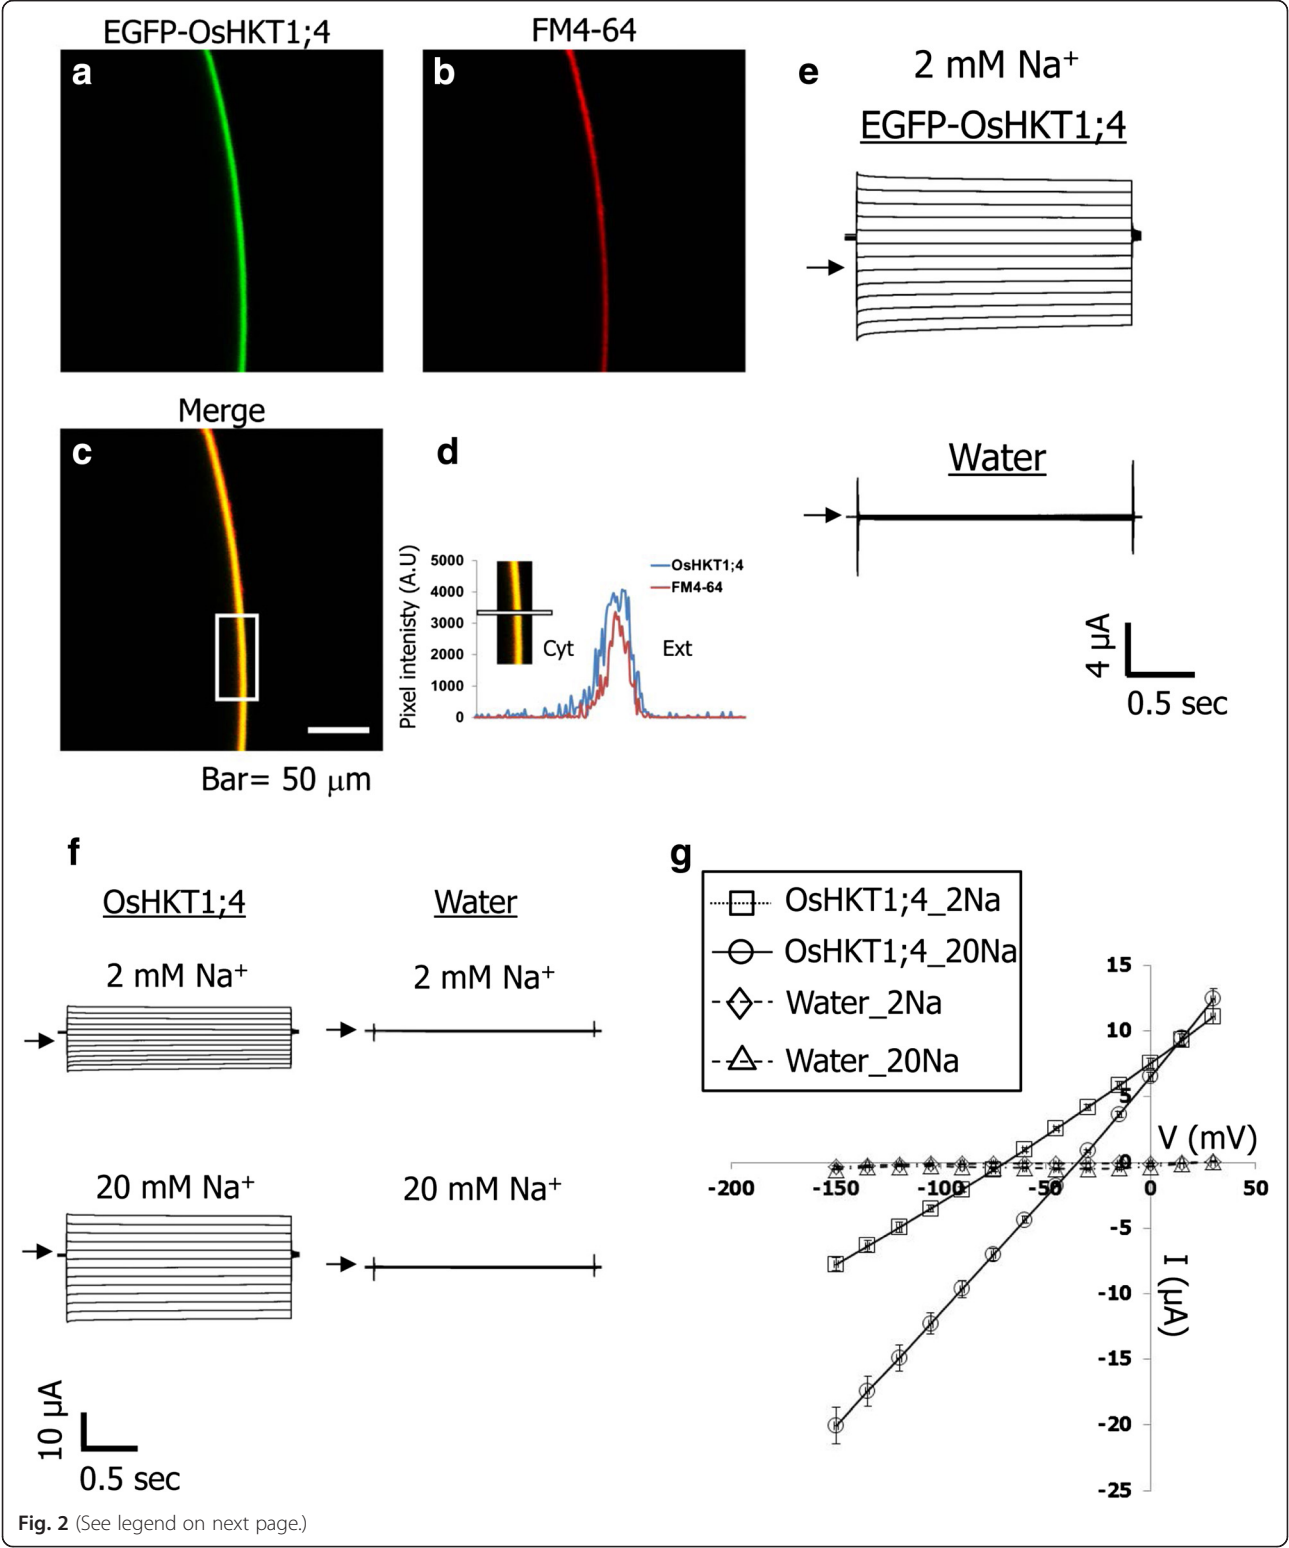 EGFP-OsHKT1;4
FM4-64
a
b
e
2 mM Na⁺
EGFP-OsHKT1;4
Merge
c
Bar= 50 μm
d
Pixel intenisty (A.U)
5000
4000
3000
2000
1000
0
OsHKT1;4
FM4-64
Cyt
Ext
Water
4 μA
0.5 sec
f
OsHKT1;4
Water
2 mM Na⁺
2 mM Na⁺
20 mM Na⁺
20 mM Na⁺
10 μA
0.5 sec
g
OsHKT1;4_2Na
OsHKT1;4_20Na
Water_2Na
Water_20Na
15
10
5
0
-5
-10
-15
-20
-25
V (mV)
-200
-150
-100
-50
0
50
I (μA)
Fig. 2 (See legend on next page.)